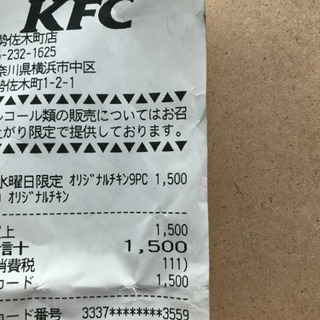 KFC
勢佐木町店
-232-1625
奈川県横浜市中区
勢佐木町1-2-1
▲▼▲▼▲▼▲▼▲▼▲▼▲▼▲▼
ルコール類の販売についてはお召
上がり限定で提供しております。
▲▼▲▼▲▼▲▼▲▼▲▼▲▼▲▼
水曜日限定 オリジナルチキン9PC 1,500
オリジナルチキン
上 1,500
信計 1,500
消費税 111)
カード 1,500
カード番号 3337********3559